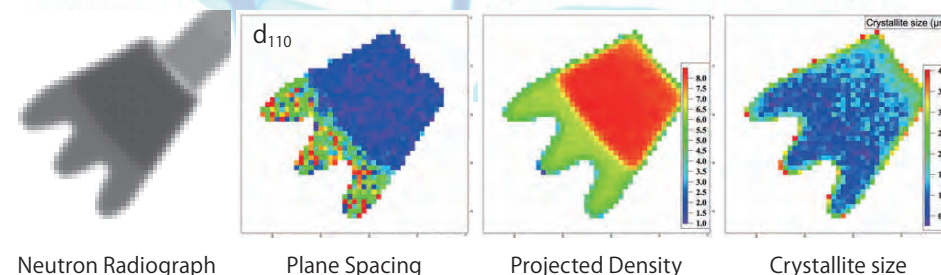 Crystallite size (μm
d110
8.0
7.5
7.0
6.5
6.0
5.5
5.0
4.5
4.0
3.5
3.0
2.5
2.0
1.5
1.0
Neutron Radiograph
Plane Spacing
Projected Density
Crystallite size